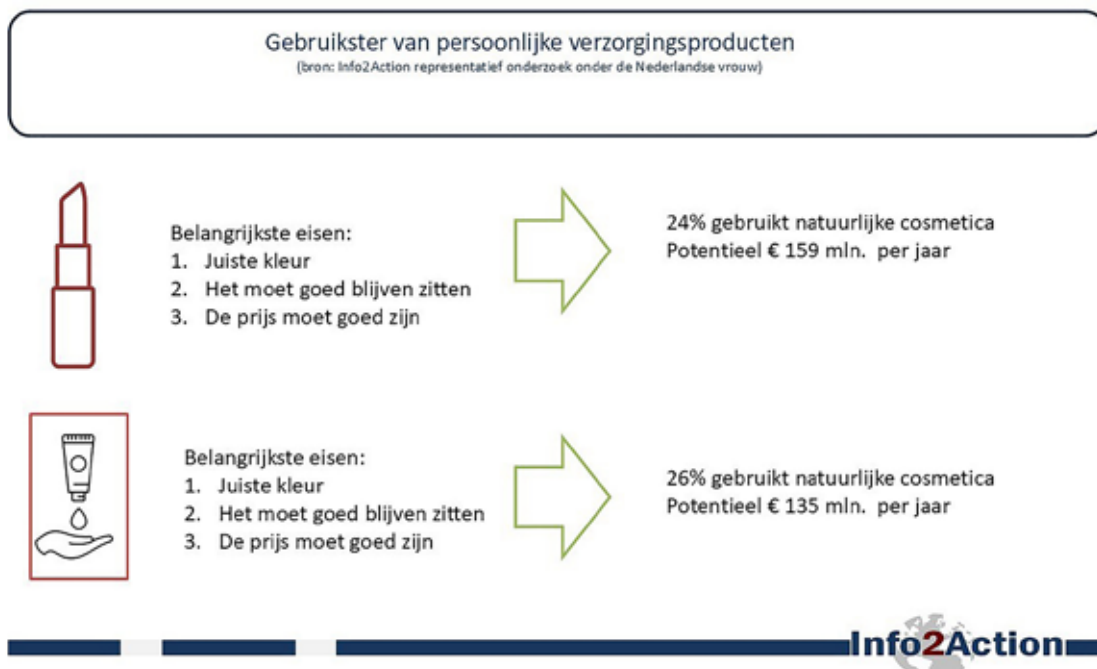 Gebruikster van persoonlijke verzorgingsproducten
(bron: Info2Action representatief onderzoek onder de Nederlandse vrouw)
Belangrijkste eisen:
1. Juiste kleur
2. Het moet goed blijven zitten
3. De prijs moet goed zijn
24% gebruikt natuurlijke cosmetica
Potentieel € 159 mln. per jaar
Belangrijkste eisen:
1. Juiste kleur
2. Het moet goed blijven zitten
3. De prijs moet goed zijn
26% gebruikt natuurlijke cosmetica
Potentieel € 135 mln. per jaar
Info2Action